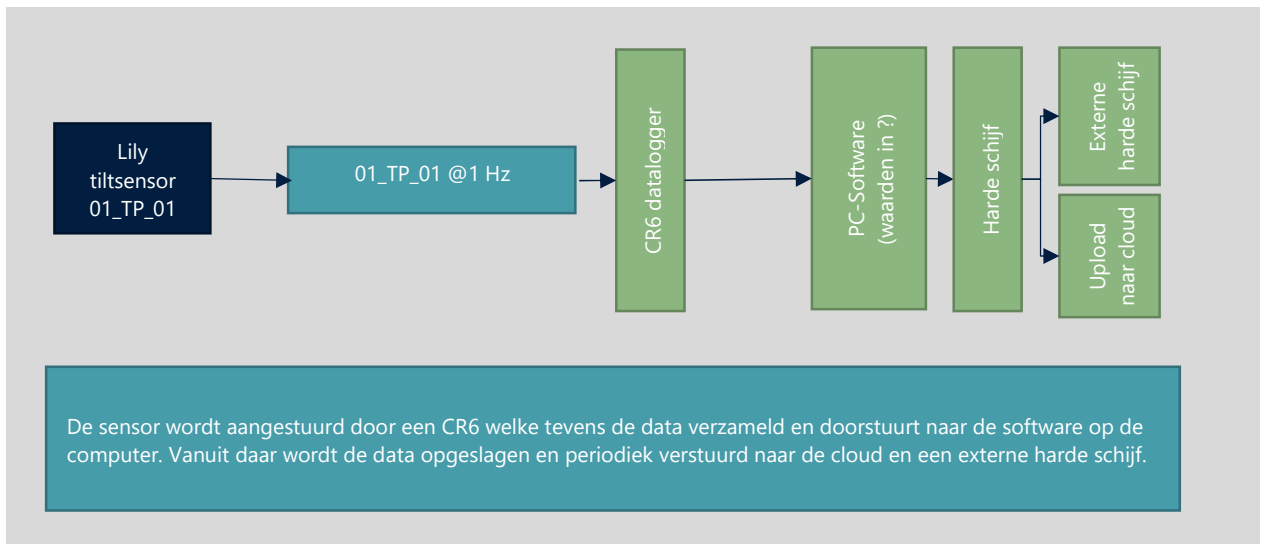 Lily
tiltsensor
01_TP_01
01_TP_01 @1 Hz
CR6 datalogger
PC-Software
(waarden in ?)
Harde schijf
Externe
harde schijf
Upload
naar cloud
De sensor wordt aangestuurd door een CR6 welke tevens de data verzameld en doorstuurt naar de software op de
computer. Vanuit daar wordt de data opgeslagen en periodiek verstuurd naar de cloud en een externe harde schijf.